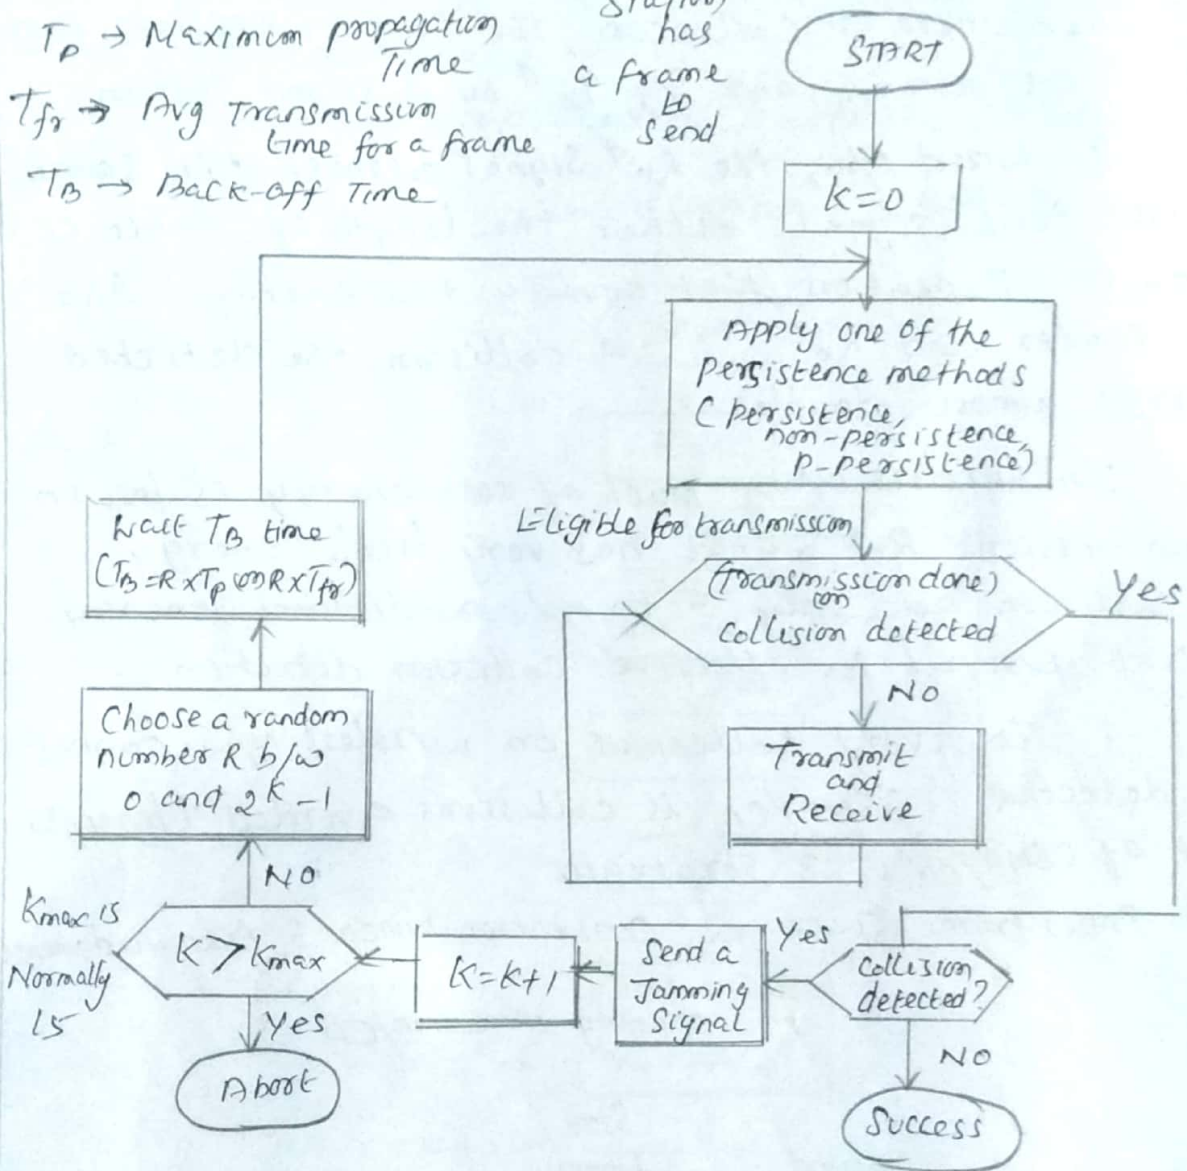 Tp → Maximum propagation
Time
Tfr → Avg Transmission
time for a frame
TB → Back-off Time
Station
has
a frame
to
send
START
K=0
Apply one of the
persistence methods
(persistence,
non-persistence,
p-persistence)
Eligible for transmission
(Transmission done)
or
collision detected
Yes
NO
Transmit
and
Receive
Wait TB time
(TB=R×Tp or R×Tfr)
Choose a random
number R b/w
0 and 2^K-1
NO
Kmax is
Normally
15
K > Kmax
Yes
Abort
K=K+1
Send a
Jamming
Signal
Yes
collision
detected?
NO
Success